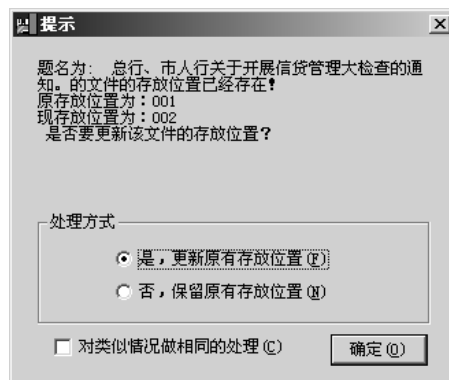 提示
题名为: 总行、市人行关于开展信贷管理大检查的通
知。的文件的存放位置已经存在!
原存放位置为:001
现存放位置为:002
是否要更新该文件的存放位置?
处理方式
是,更新原有存放位置(F)
否,保留原有存放位置(N)
对类似情况做相同的处理(C)
确定(O)